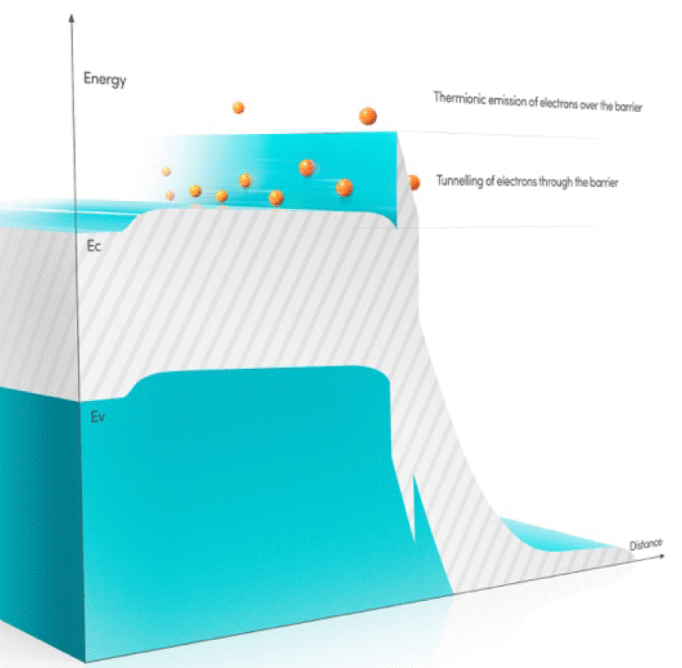 Energy
Thermionic emission of electrons over the barrier
Tunnelling of electrons through the barrier
Ec
Ev
Distance